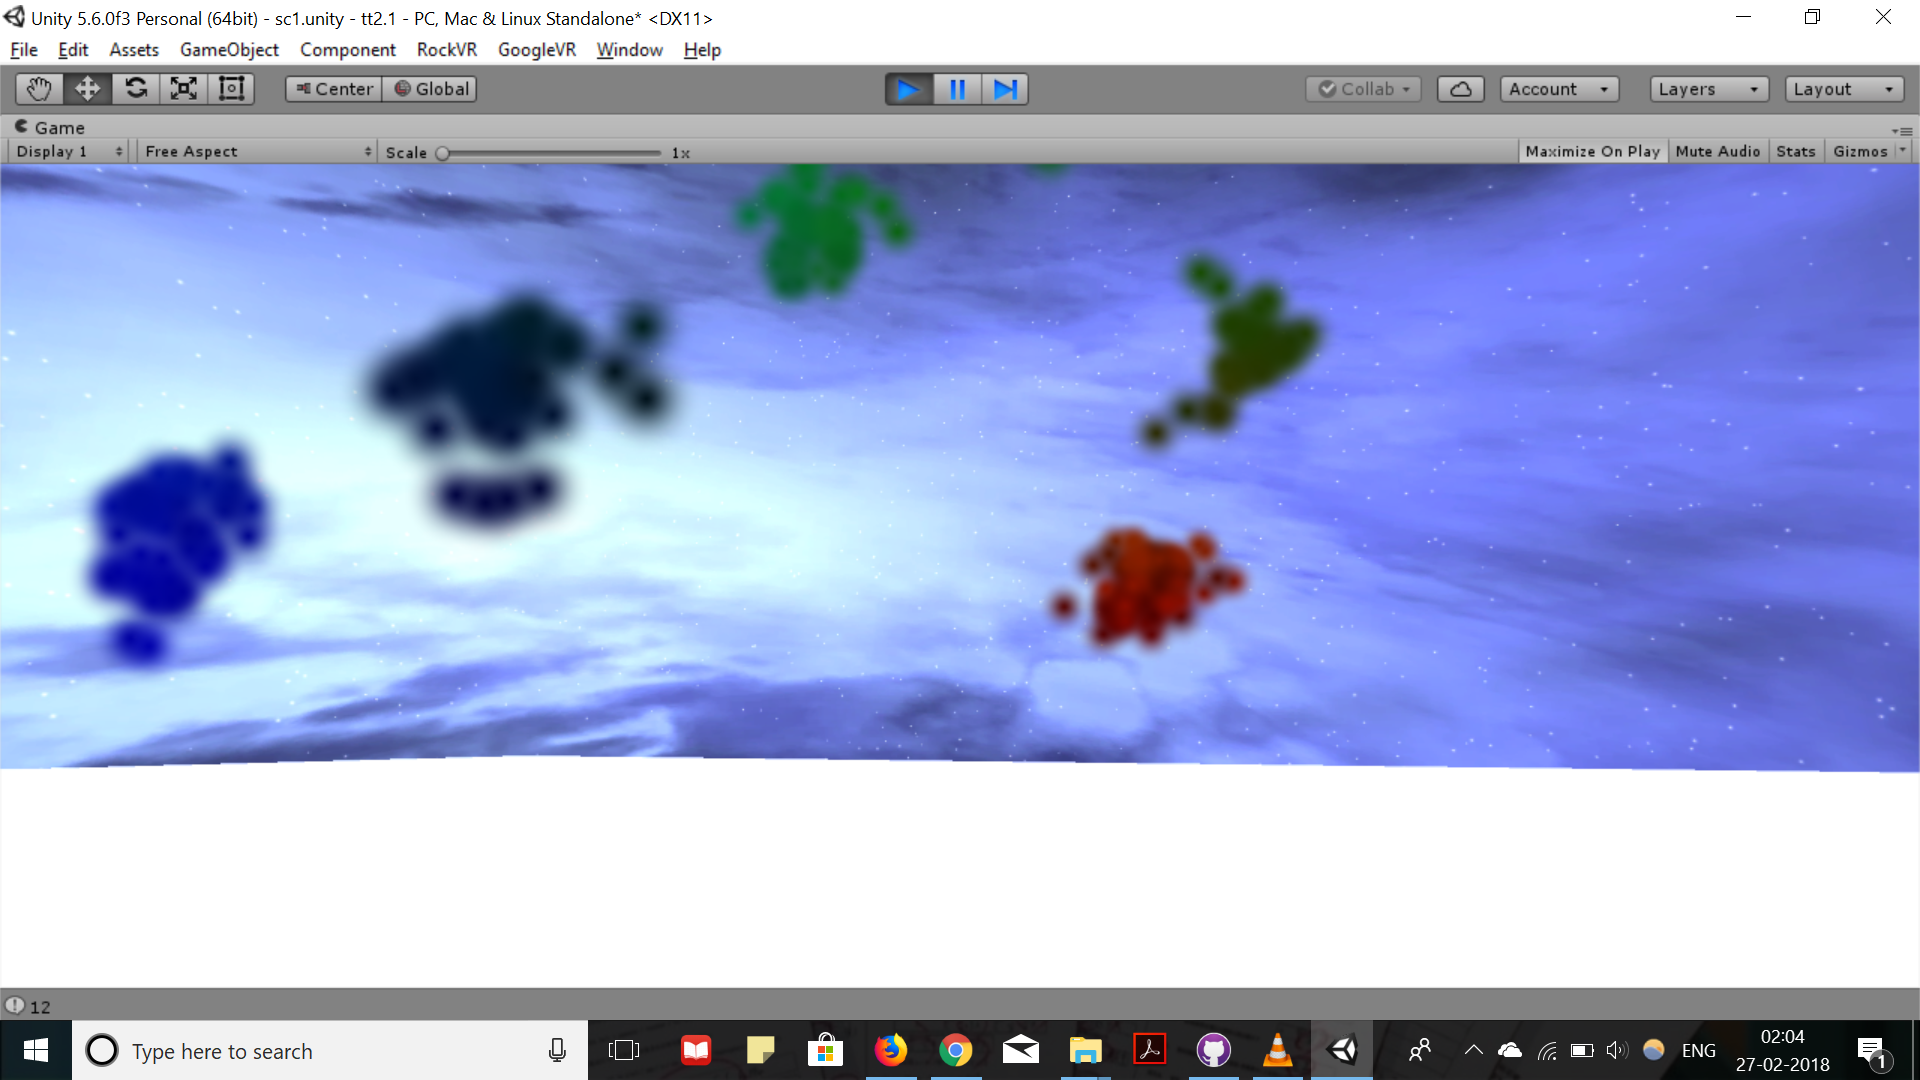 Unity 5.6.0f3 Personal (64bit) - sc1.unity - tt2.1 - PC, Mac & Linux Standalone* <DX11>
File Edit Assets GameObject Component RockVR GoogleVR Window Help
Center Global Collab Account Layers Layout
Game
Display 1 Free Aspect Scale 1x Maximize On Play Mute Audio Stats Gizmos
12
Type here to search ENG 02:04
27-02-2018 1